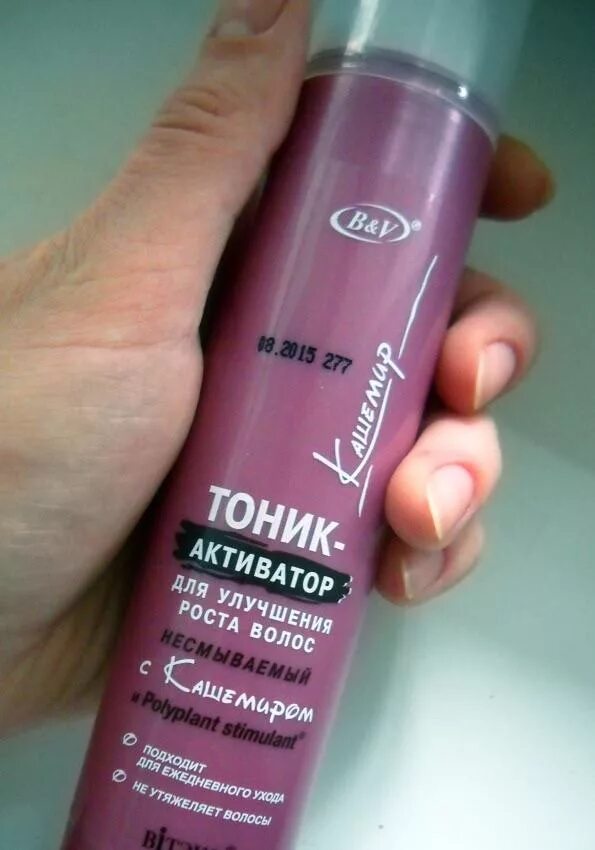 B&V®
08.2015 277
Кашемир
ТОНИК-
АКТИВАТОР
ДЛЯ УЛУЧШЕНИЯ
РОСТА ВОЛОС
НЕСМЫВАЕМЫЙ
с Кашемиром
и Polyplant stimulant®
ПОДХОДИТ
ДЛЯ ЕЖЕДНЕВНОГО УХОДА
НЕ УТЯЖЕЛЯЕТ ВОЛОСЫ